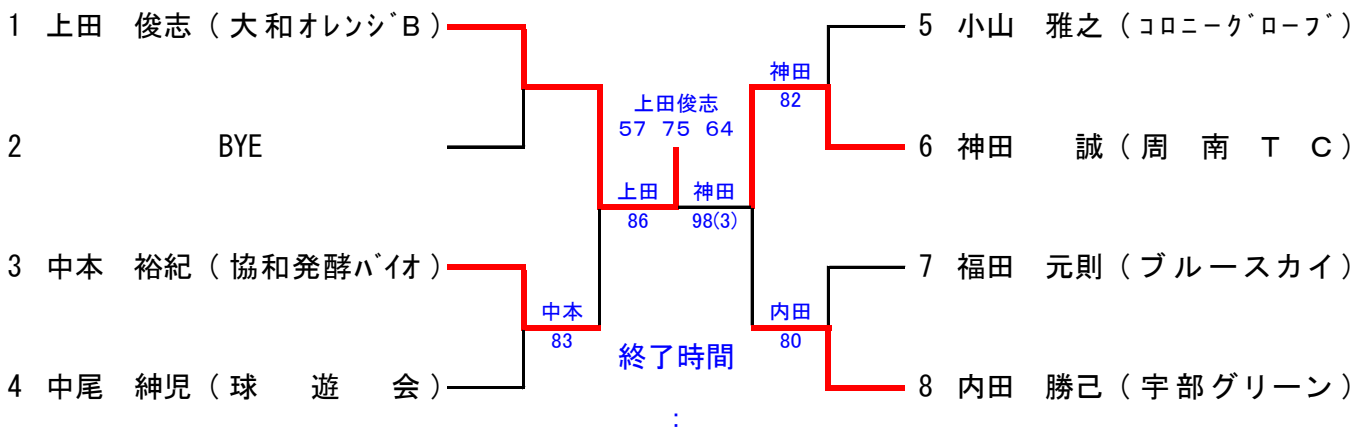 1 上田 俊志 ( 大和オレンジB )
5 小山 雅之 ( コロニーグローブ )
神田
82
上田俊志
57 75 64
2 BYE
6 神田 誠 ( 周 南 T C )
上田 神田
86 98(3)
3 中本 裕紀 ( 協和発酵バイオ )
7 福田 元則 ( ブルースカイ )
中本
83
内田
80
終了時間
4 中尾 紳児 ( 球 遊 会 )
8 内田 勝己 ( 宇部グリーン )
: